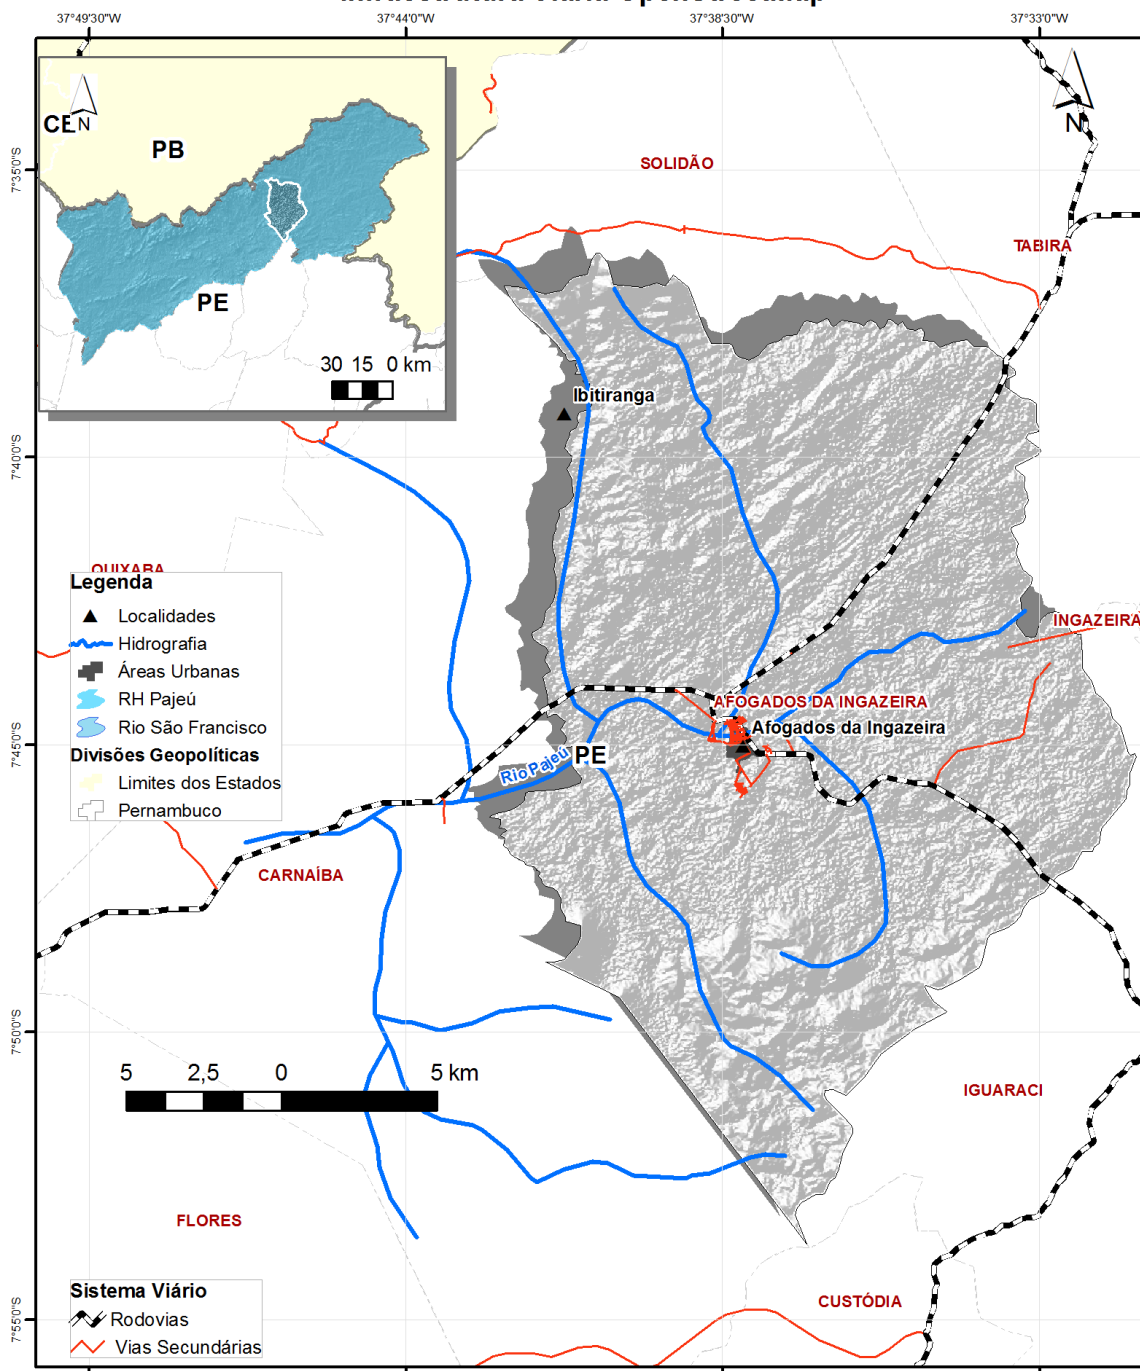 37°49'30"W
37°44'0"W
37°38'30"W
37°33'0"W
7°35'0"S
7°40'0"S
7°45'0"S
7°50'0"S
7°55'0"S
N
PB
PE
30 15 0 km
N
SOLIDÃO
TABIRA
Ibitiranga
QUIXABA
INGAZEIRA
AFOGADOS DA INGAZEIRA
Afogados da Ingazeira
PE
Rio Pajeú
CARNAÍBA
IGUARACI
FLORES
CUSTÓDIA
Legenda
Localidades
Hidrografia
Áreas Urbanas
RH Pajeú
Rio São Francisco
Divisões Geopolíticas
Limites dos Estados
Pernambuco
5 2,5 0 5 km
Sistema Viário
Rodovias
Vias Secundárias